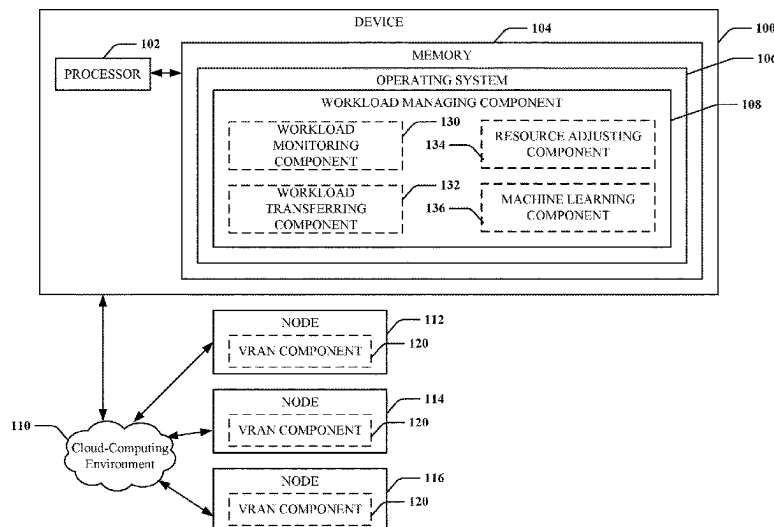 DEVICE
100
102
104
PROCESSOR
MEMORY
106
OPERATING SYSTEM
WORKLOAD MANAGING COMPONENT
108
WORKLOAD
MONITORING
COMPONENT
130
134
RESOURCE ADJUSTING
COMPONENT
WORKLOAD
TRANSFERRING
COMPONENT
132
136
MACHINE LEARNING
COMPONENT
NODE
112
VRAN COMPONENT
120
110
Cloud-Computing
Environment
NODE
114
VRAN COMPONENT
120
NODE
116
VRAN COMPONENT
120